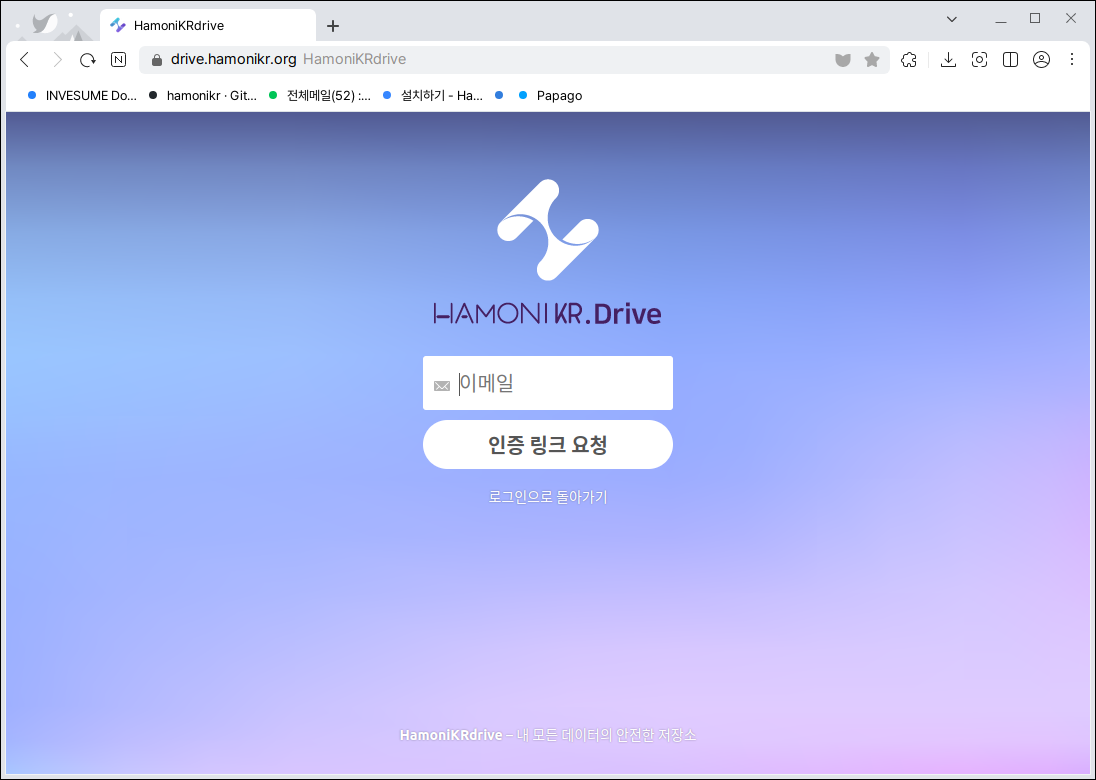 HamoniKRdrive
N
drive.hamonikr.org HamoniKRdrive
INVESUME Do... hamonikr · Git... 전체메일(52) :... 설치하기 - Ha... Papago
HAMONIKR.Drive
이메일
인증 링크 요청
로그인으로 돌아가기
HamoniKRdrive – 내 모든 데이터의 안전한 저장소